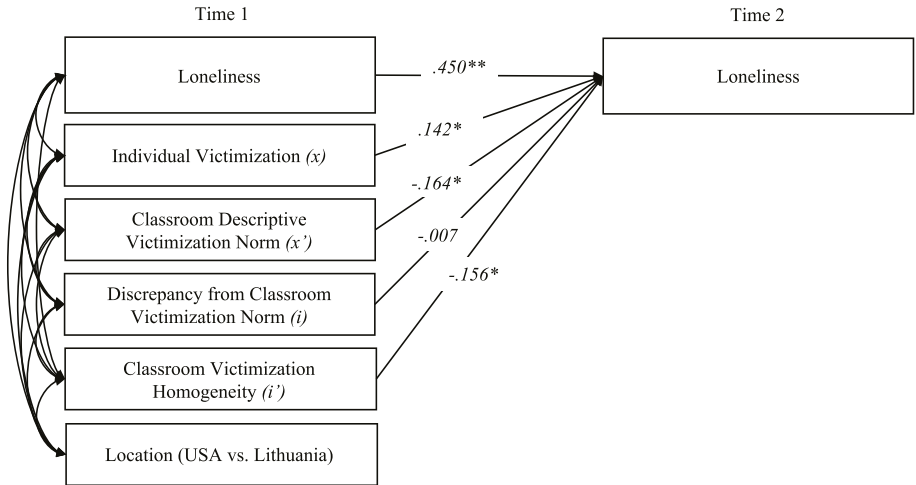 Time 1
Time 2
Loneliness
Loneliness
.450**
Individual Victimization (x)
.142*
Classroom Descriptive
Victimization Norm (x’)
-.164*
Discrepancy from Classroom
Victimization Norm (i)
-.007
Classroom Victimization
Homogeneity (i’)
-.156*
Location (USA vs. Lithuania)